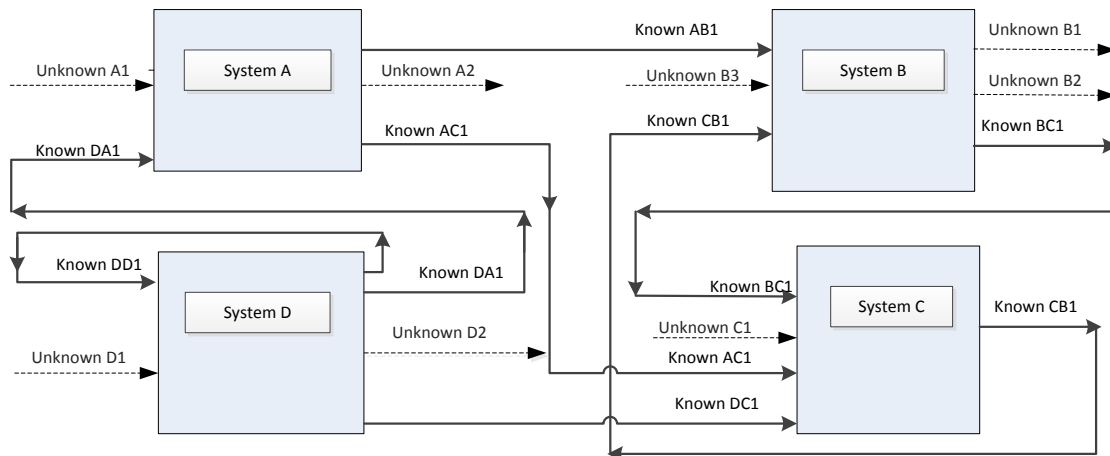 Known AB1
Unknown B1
System A
System B
Unknown A1
Unknown A2
Unknown B3
Unknown B2
Known AC1
Known CB1
Known BC1
Known DA1
Known DD1
Known DA1
Known BC1
System D
System C
Known CB1
Unknown D2
Unknown C1
Unknown D1
Known AC1
Known DC1